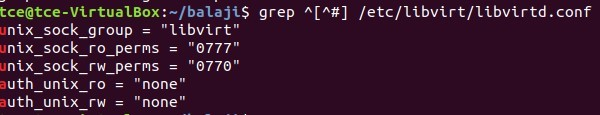 tce@tce-VirtualBox:~/balaji$ grep ^[^#] /etc/libvirt/libvirtd.conf
unix_sock_group = "libvirt"
unix_sock_ro_perms = "0777"
unix_sock_rw_perms = "0770"
auth_unix_ro = "none"
auth_unix_rw = "none"